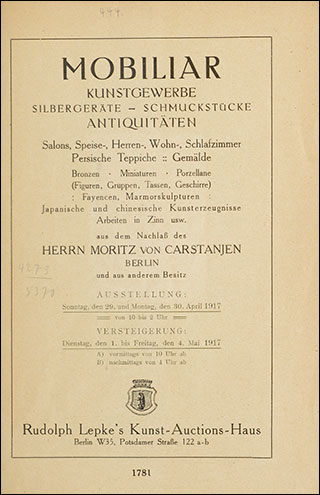 MOBILIAR
KUNSTGEWERBE
SILBERGERÄTE – SCHMUCKSTÜCKE
ANTIQUITÄTEN
Salons, Speise-, Herren-, Wohn-, Schlafzimmer
Persische Teppiche :: Gemälde
Bronzen · Miniaturen · Porzellane
(Figuren, Gruppen, Tassen, Geschirre)
: Fayencen, Marmorskulpturen :
Japanische und chinesische Kunsterzeugnisse
Arbeiten in Zinn usw.
aus dem Nachlaß des
HERRN MORITZ VON CARSTANJEN
BERLIN
und aus anderem Besitz
AUSSTELLUNG:
Sonntag, den 29. und Montag, den 30. April 1917
von 10 bis 2 Uhr
VERSTEIGERUNG:
Dienstag, den 1. bis Freitag, den 4. Mai 1917
A) vormittags von 10 Uhr ab
B) nachmittags von 4 Uhr ab
Rudolph Lepke's Kunst-Auctions-Haus
Berlin W35, Potsdamer Straße 122 a-b
1781